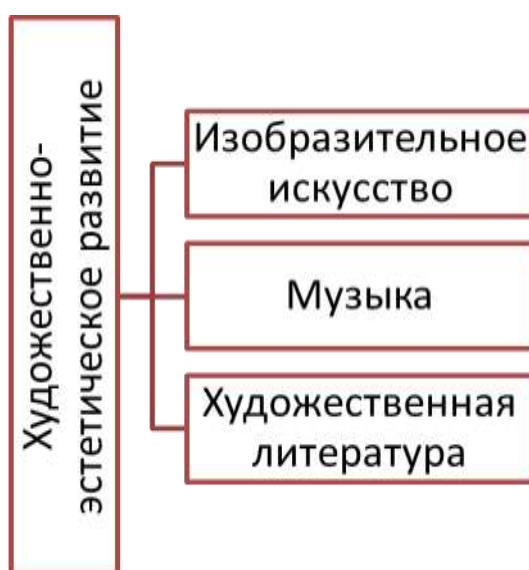 Художественно-
эстетическое развитие
Изобразительное
искусство
Музыка
Художественная
литература